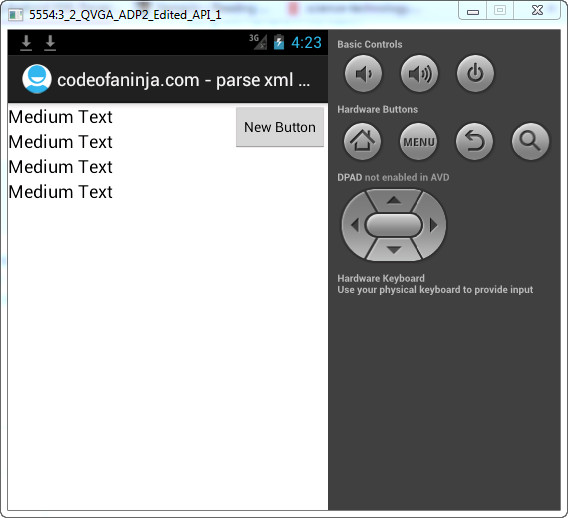 5554:3_2_QVGA_ADP2_Edited_API_1
3G 4:23
codeofaninja.com - parse xml ...
Medium Text
New Button
Medium Text
Medium Text
Medium Text
Basic Controls
Hardware Buttons
MENU
DPAD not enabled in AVD
Hardware Keyboard
Use your physical keyboard to provide input